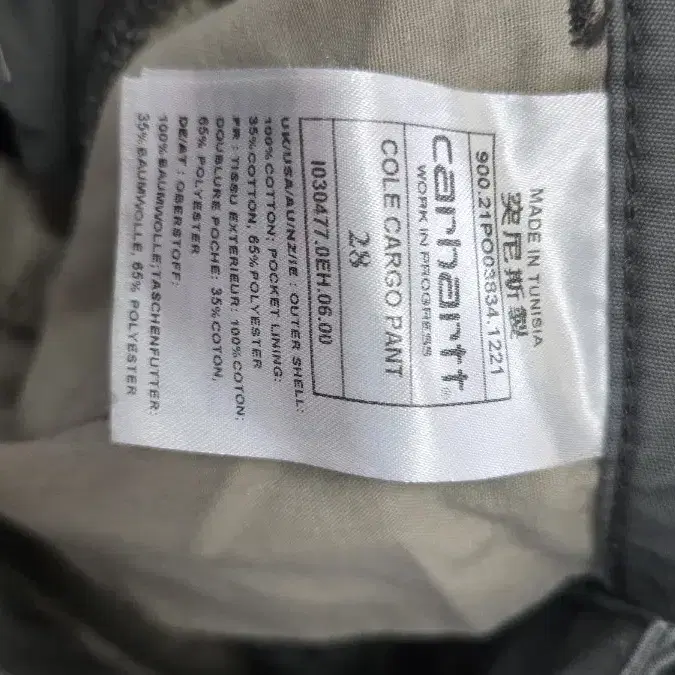 MADE IN TUNISIA
突尼斯製
900.21PO03834.1221
carhartt®
WORK IN PROGRESS
COLE CARGO PANT
28
I030477.0EH.06.00
UK/USA/AU/NZ/IE : OUTER SHELL:
100%COTTON; POCKET LINING:
35%COTTON, 65%POLYESTER
FR : TISSU EXTERIEUR: 100%COTON;
DOUBLURE POCHE: 35%COTON,
65% POLYESTER
DE/AT : OBERSTOFF:
100%BAUMWOLLE;TASCHENFUTTER:
35% BAUMWOLLE, 65% POLYESTER